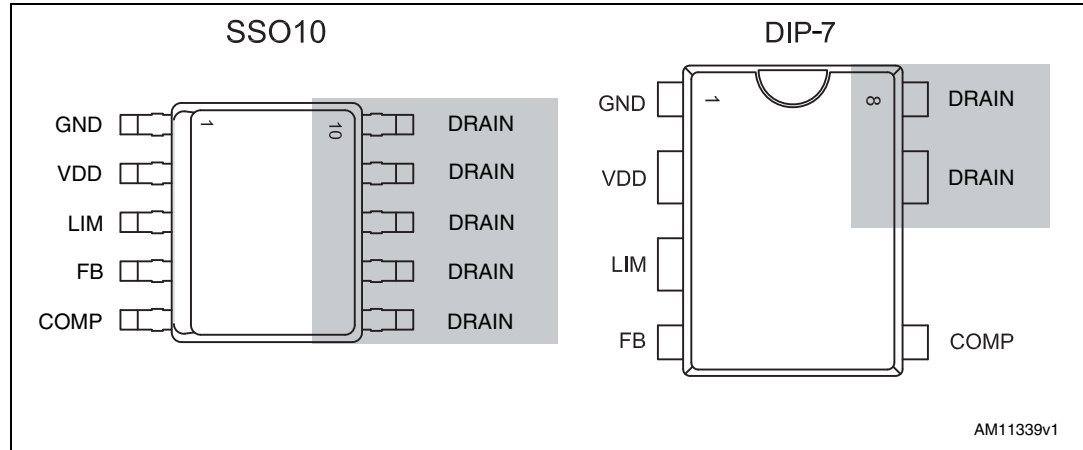 SSO10
GND 1 10 DRAIN
VDD DRAIN
LIM DRAIN
FB DRAIN
COMP DRAIN
DIP-7
GND 1 8 DRAIN
VDD DRAIN
LIM
FB COMP
AM11339v1